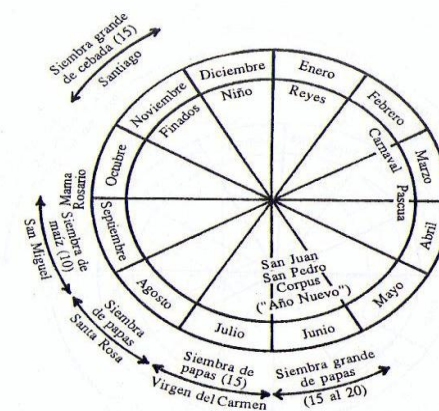 Siembra grande
de cebada (15)
Santiago
Diciembre
Enero
Noviembre
Niño
Reyes
Febrero
Finados
Carnaval
Marzo
Octubre
Mama
Rosario
Pascua
Septiembre
Siembra de
maíz (10)
San Miguel
Abril
San Juan
San Pedro
Corpus
("Año Nuevo")
Agosto
Mayo
Julio
Junio
Siembra
de papas
Santa Rosa
Siembra de
papas (15)
Virgen del Carmen
Siembra grande
de papas
(15 al 20)